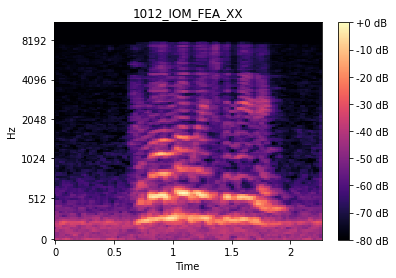 1012_IOM_FEA_XX
+0 dB
8192
-10 dB
4096
-20 dB
-30 dB
Hz
2048
-40 dB
1024
-50 dB
512
-60 dB
-70 dB
0
-80 dB
0 0.5 1 1.5 2
Time